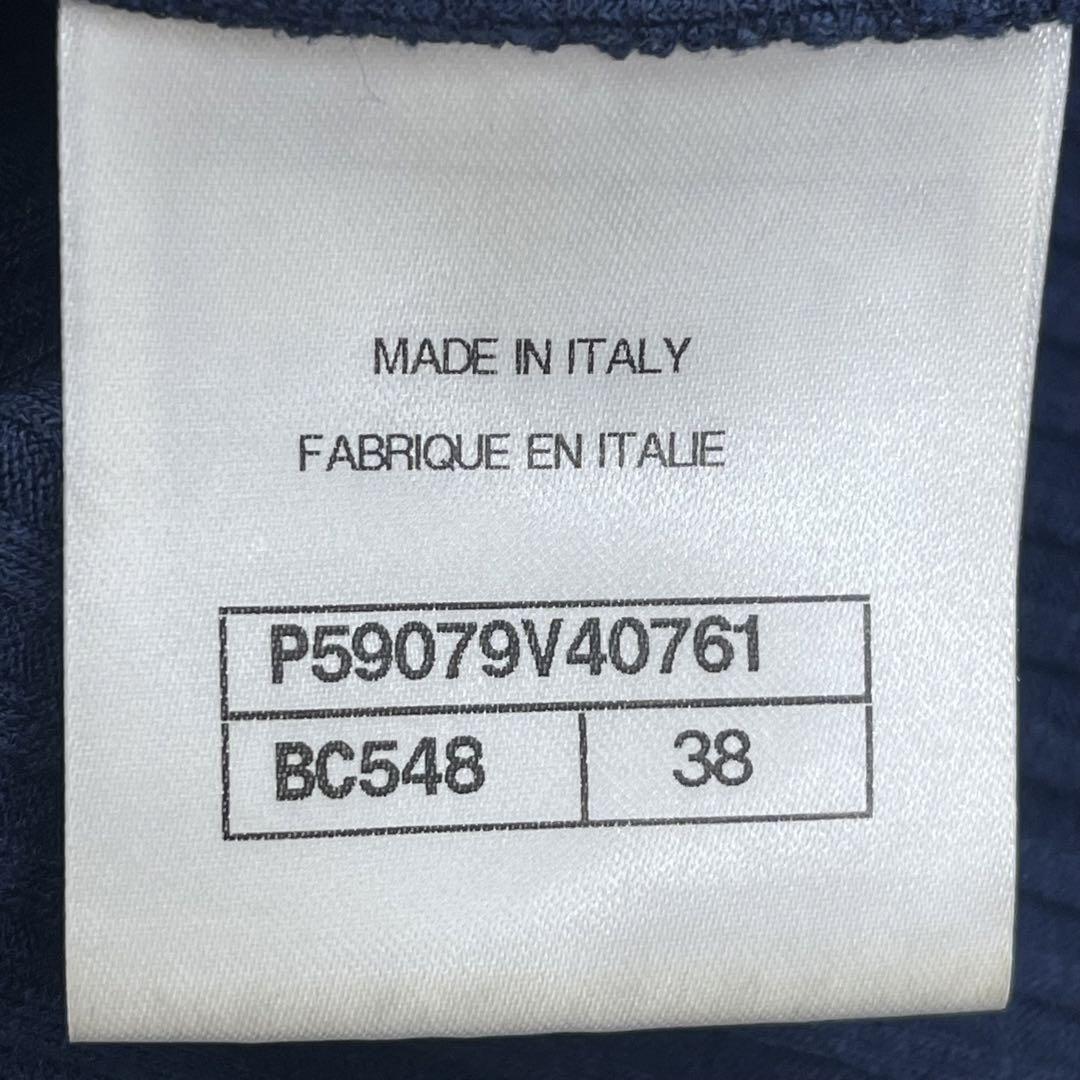 MADE IN ITALY
FABRIQUE EN ITALIE
P59079V40761
BC548 38